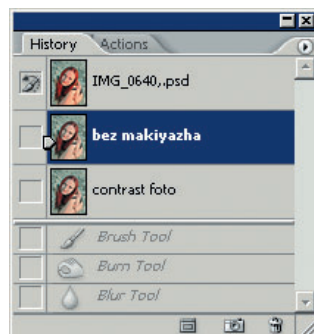 History Actions
IMG_0640,.psd
bez makiyazha
contrast foto
Brush Tool
Burn Tool
Blur Tool